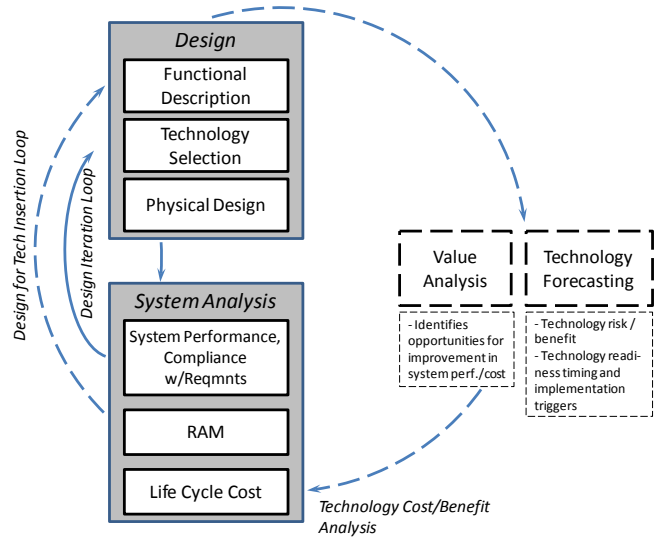 Design
Functional
Description
Technology
Selection
Physical Design
Design for Tech Insertion Loop
Design Iteration Loop
System Analysis
System Performance,
Compliance
w/Reqmnts
RAM
Life Cycle Cost
Value
Analysis
- Identifies
opportunities for
improvement in
system perf./cost
Technology
Forecasting
- Technology risk /
benefit
- Technology readi-
ness timing and
implementation
triggers
Technology Cost/Benefit
Analysis